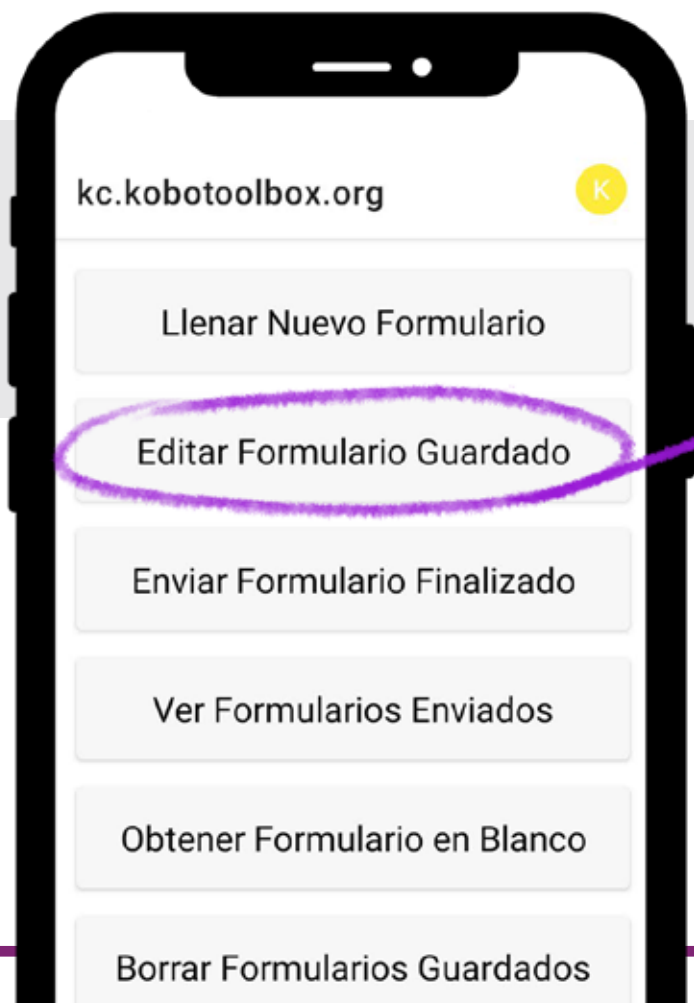 kc.kobotoolbox.org
K
Llenar Nuevo Formulario
Editar Formulario Guardado
Enviar Formulario Finalizado
Ver Formularios Enviados
Obtener Formulario en Blanco
Borrar Formularios Guardados